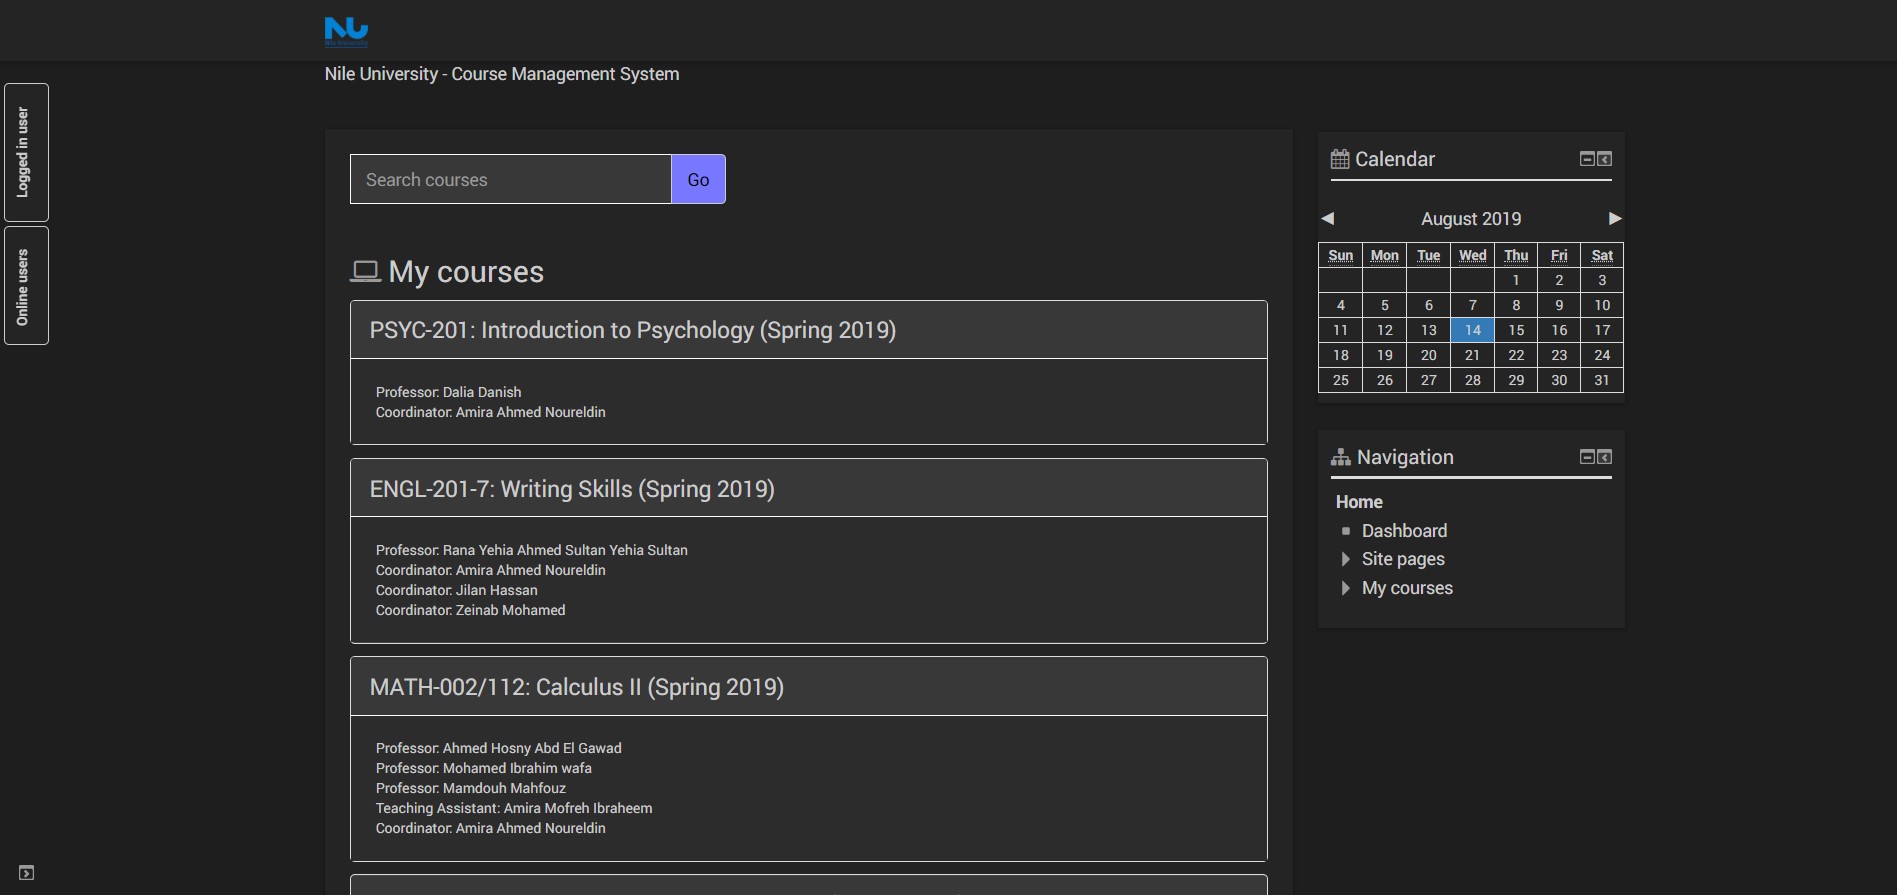 NU
Nile University
Nile University - Course Management System
Logged in user
Online users
Search courses
Go
My courses
PSYC-201: Introduction to Psychology (Spring 2019)
Professor: Dalia Danish
Coordinator: Amira Ahmed Noureldin
ENGL-201-7: Writing Skills (Spring 2019)
Professor: Rana Yehia Ahmed Sultan Yehia Sultan
Coordinator: Amira Ahmed Noureldin
Coordinator: Jilan Hassan
Coordinator: Zeinab Mohamed
MATH-002/112: Calculus II (Spring 2019)
Professor: Ahmed Hosny Abd El Gawad
Professor: Mohamed Ibrahim wafa
Professor: Mamdouh Mahfouz
Teaching Assistant: Amira Mofreh Ibraheem
Coordinator: Amira Ahmed Noureldin
Calendar
◀ August 2019 ▶
Sun Mon Tue Wed Thu Fri Sat
1 2 3
4 5 6 7 8 9 10
11 12 13 14 15 16 17
18 19 20 21 22 23 24
25 26 27 28 29 30 31
Navigation
Home
Dashboard
Site pages
My courses